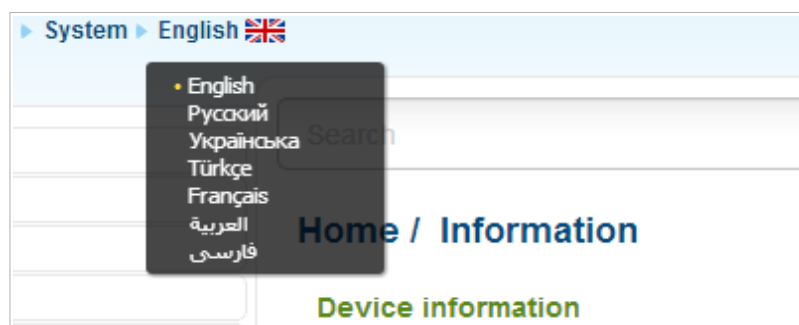 System English
English
Русский
Українська
Türkçe
Français
العربية
فارسی
Search
Home / Information
Device information